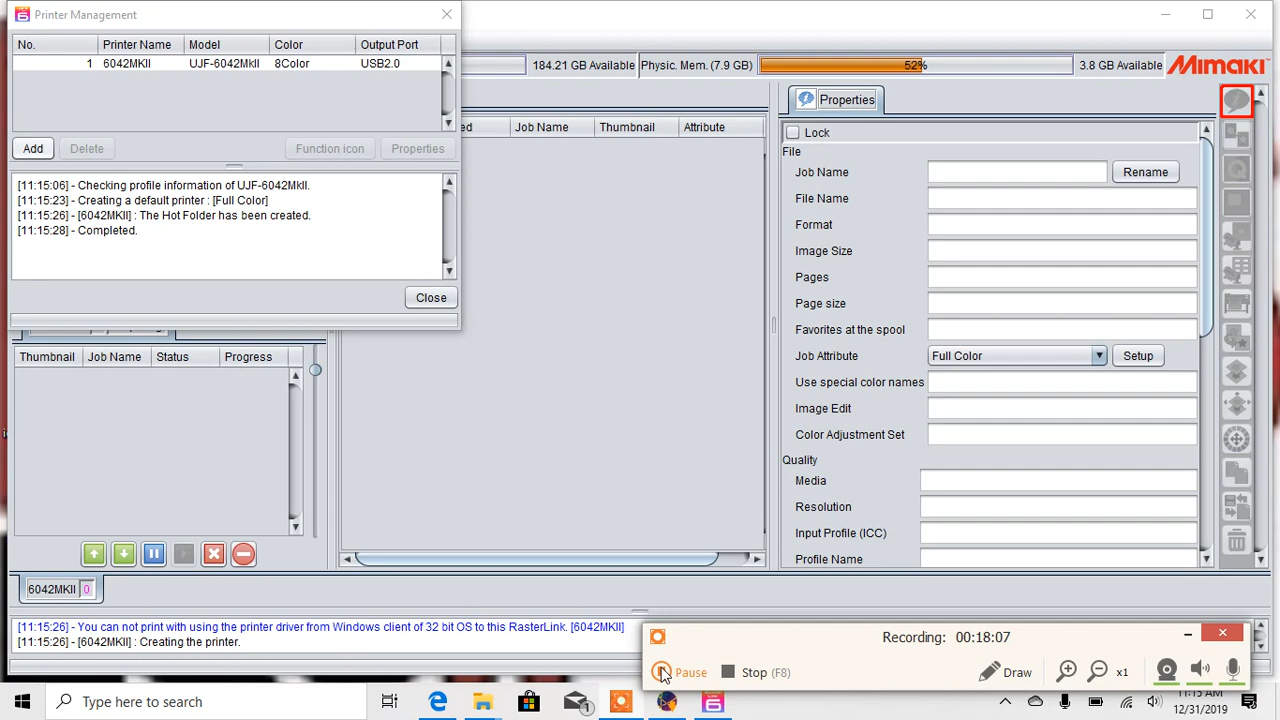 Printer Management
No. Printer Name Model Color Output Port
1 6042MKII UJF-6042MkII 8Color USB2.0
Add Delete Function icon Properties
[11:15:06] - Checking profile information of UJF-6042MkII.
[11:15:23] - Creating a default printer : [Full Color]
[11:15:26] - [6042MKII] : The Hot Folder has been created.
[11:15:28] - Completed.
Close
184.21 GB Available Physic. Mem. (7.9 GB) 52% 3.8 GB Available Mimaki
ed Job Name Thumbnail Attribute
Properties
Lock
File
Job Name Rename
File Name
Format
Image Size
Pages
Page size
Favorites at the spool
Job Attribute Full Color Setup
Use special color names
Image Edit
Color Adjustment Set
Quality
Media
Resolution
Input Profile (ICC)
Profile Name
Thumbnail Job Name Status Progress
6042MKII 0
[11:15:26] - You can not print with using the printer driver from Windows client of 32 bit OS to this RasterLink. [6042MKII]
[11:15:26] - [6042MKII] : Creating the printer.
Recording: 00:18:07
Pause Stop (F8) Draw x1
Type here to search
1
11:15 AM
12/31/2019